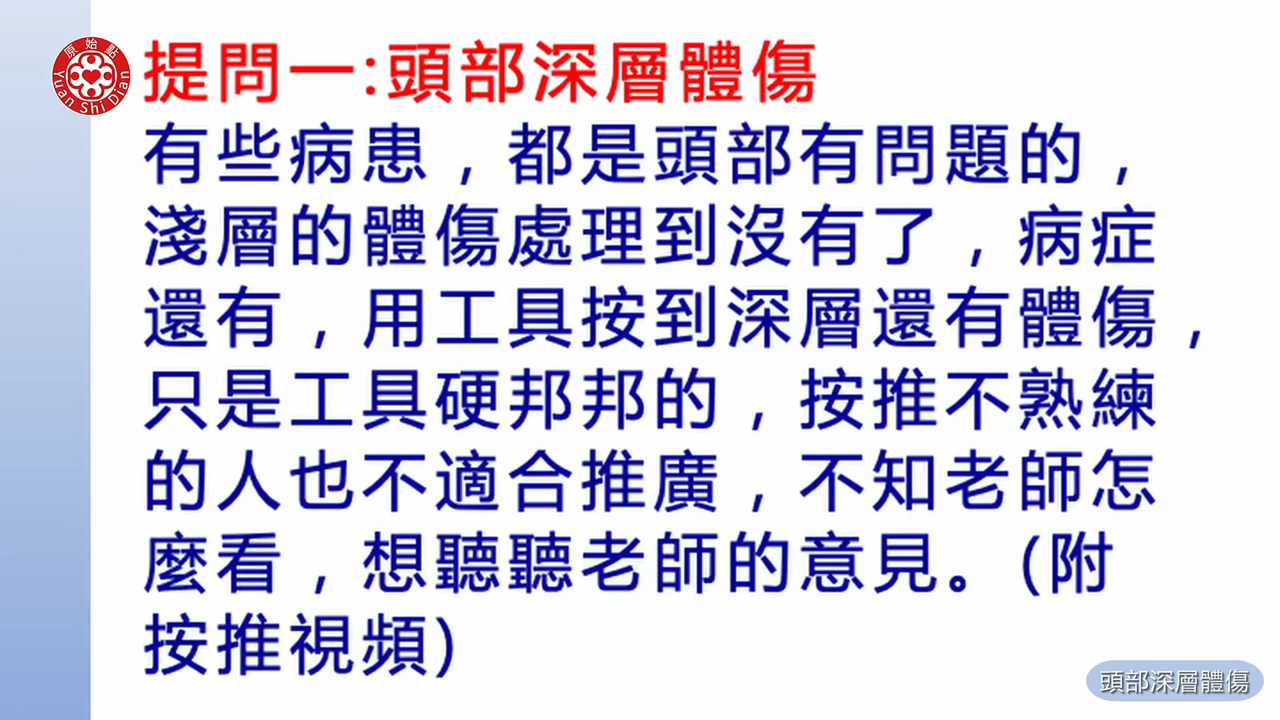 原始點
Yuan Shi Dian
提問一:頭部深層體傷
有些病患，都是頭部有問題的，
淺層的體傷處理到沒有了，病症
還有，用工具按到深層還有體傷，
只是工具硬邦邦的，按推不熟練
的人也不適合推廣，不知老師怎
麼看，想聽聽老師的意見。(附
按推視頻)
頭部深層體傷